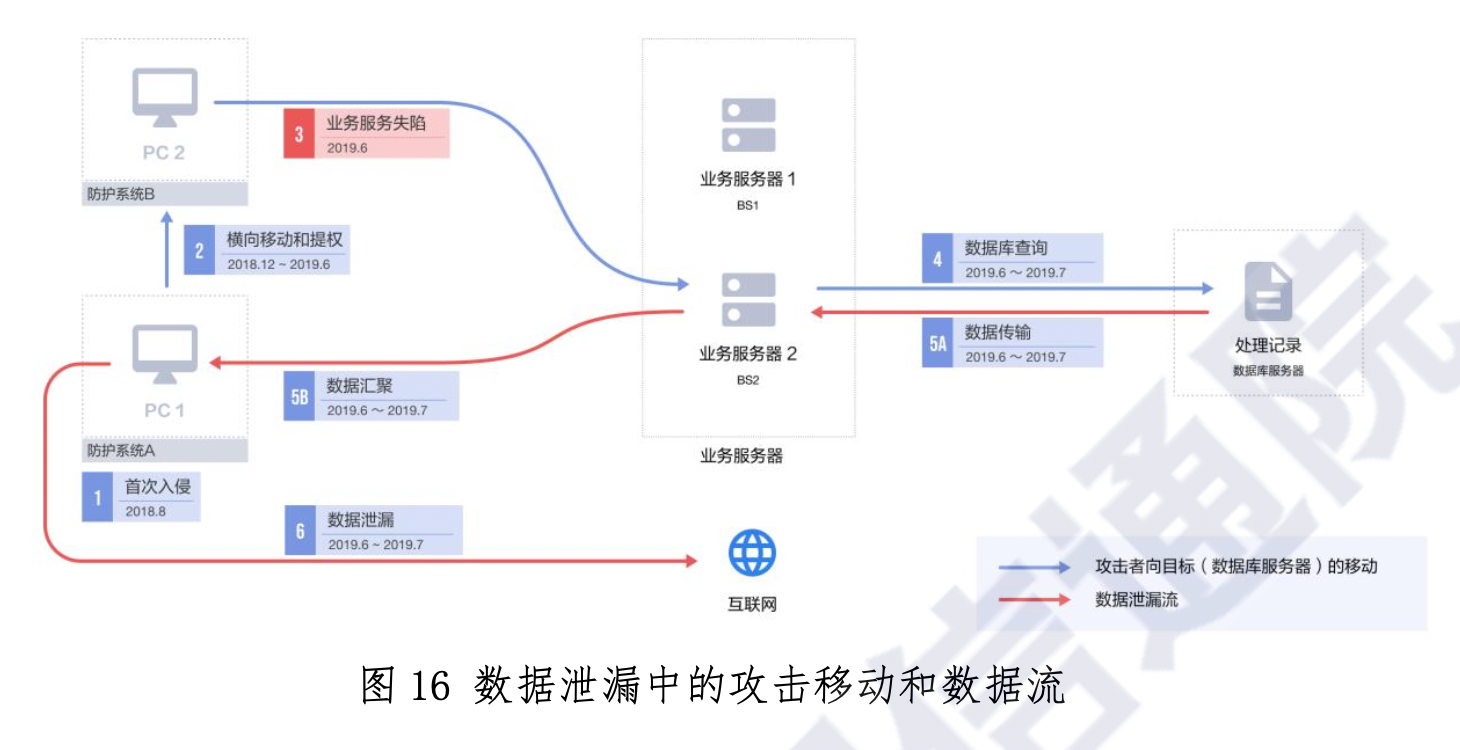 PC 2
防护系统B
3
业务服务失陷
2019.6
业务服务器 1
BS1
2
横向移动和提权
2018.12 ~ 2019.6
4
数据库查询
2019.6 ~ 2019.7
业务服务器 2
BS2
5A
数据传输
2019.6 ~ 2019.7
处理记录
数据库服务器
PC 1
防护系统A
5B
数据汇聚
2019.6 ~ 2019.7
业务服务器
1
首次入侵
2018.8
6
数据泄漏
2019.6 ~ 2019.7
互联网
攻击者向目标（数据库服务器）的移动
数据泄漏流
图 16 数据泄漏中的攻击移动和数据流
信通院